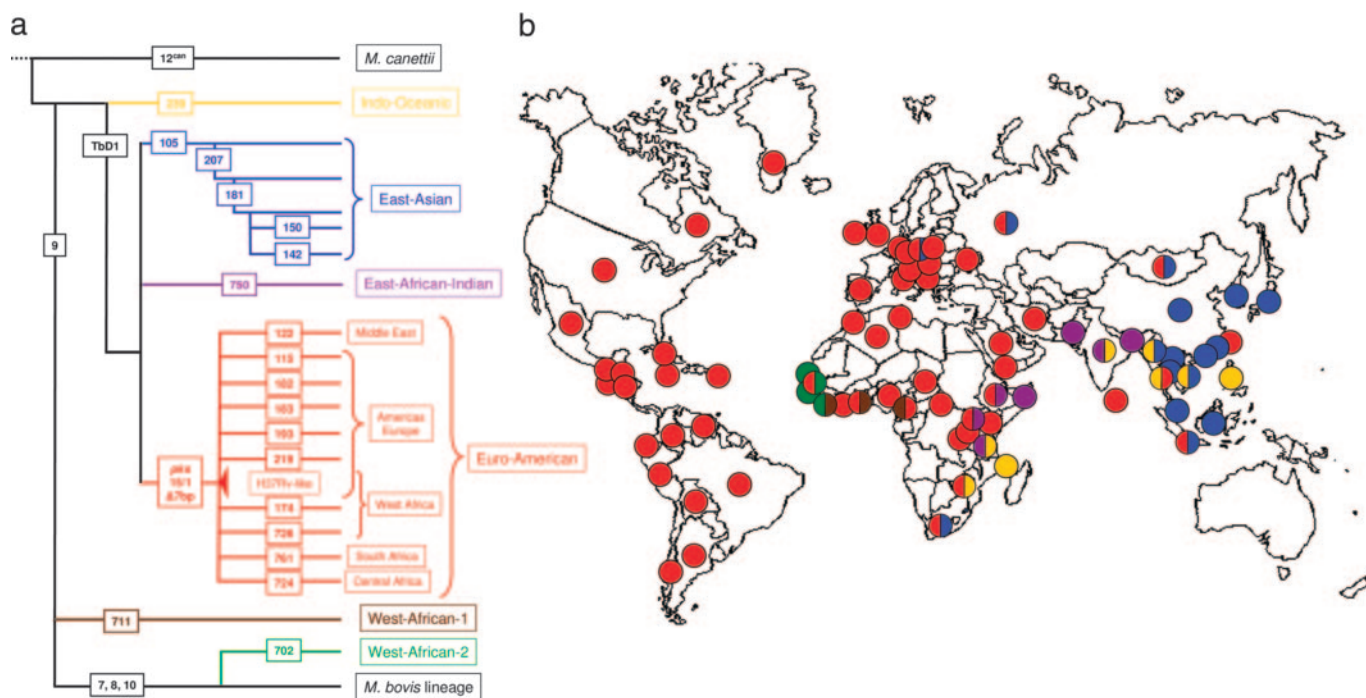 a
b
12can
M. canettii
239
Indo-Oceanic
TbD1
105
207
181
150
142
East-Asian
9
750
East-African-Indian
122
Middle East
115
182
183
193
219
H37Rv-like
Americas
Europe
pks
15/1
Δ7bp
174
726
West Africa
761
South Africa
724
Central Africa
Euro-American
711
West-African-1
702
West-African-2
7, 8, 10
M. bovis lineage